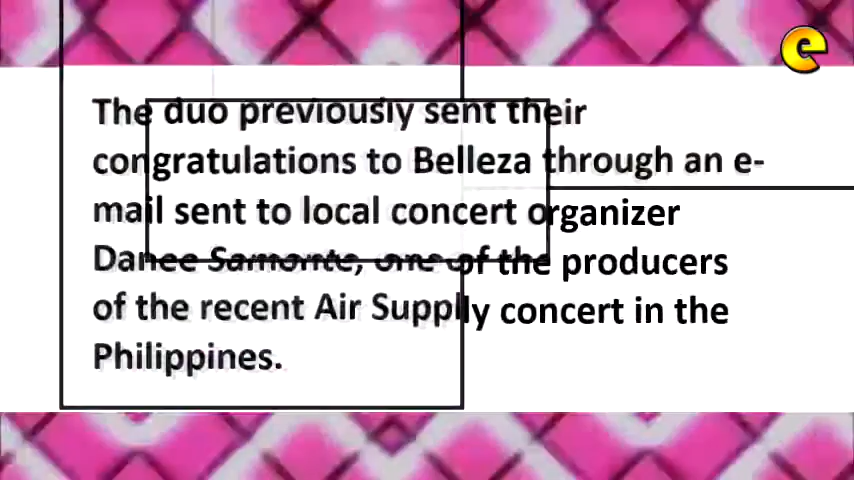 e
The duo previously sent their
congratulations to Belleza through an e-
mail sent to local concert organizer
Danee Samonte, one of the producers
of the recent Air Supply concert in the
Philippines.